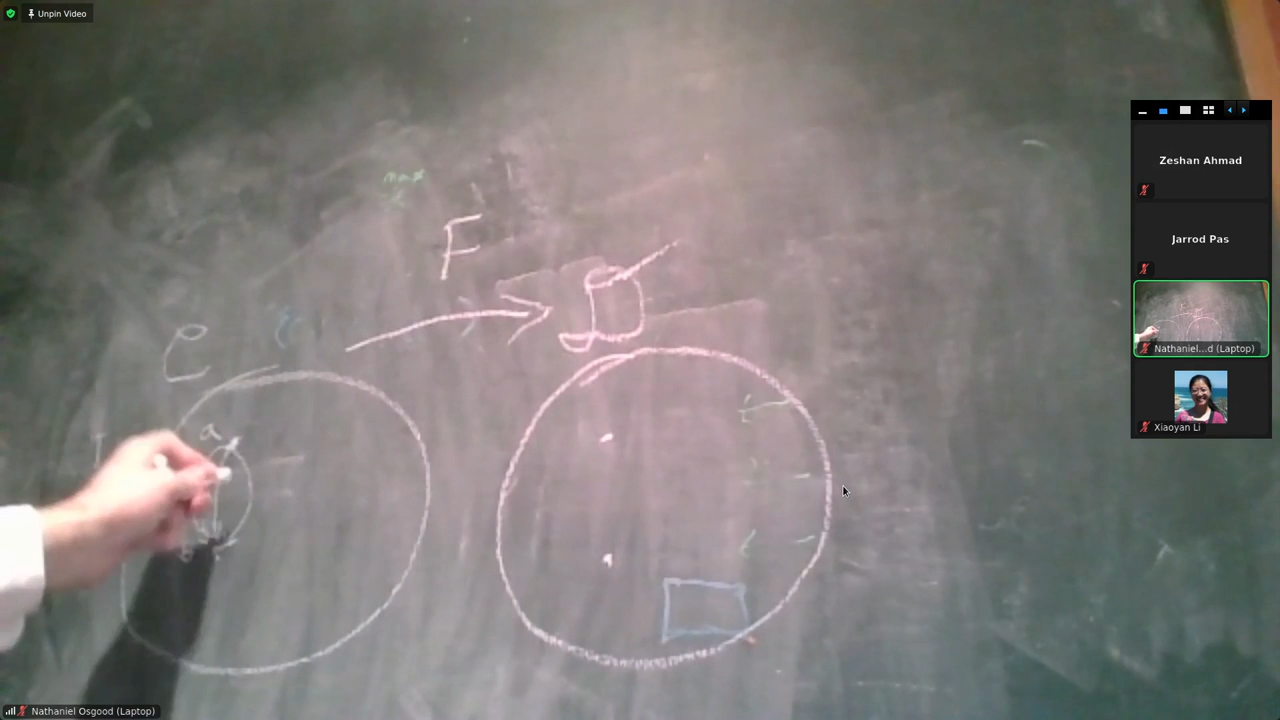 Unpin Video
Zeshan Ahmad
Jarrod Pas
Nathaniel...d (Laptop)
Xiaoyan Li
F
C
D
a
Nathaniel Osgood (Laptop)